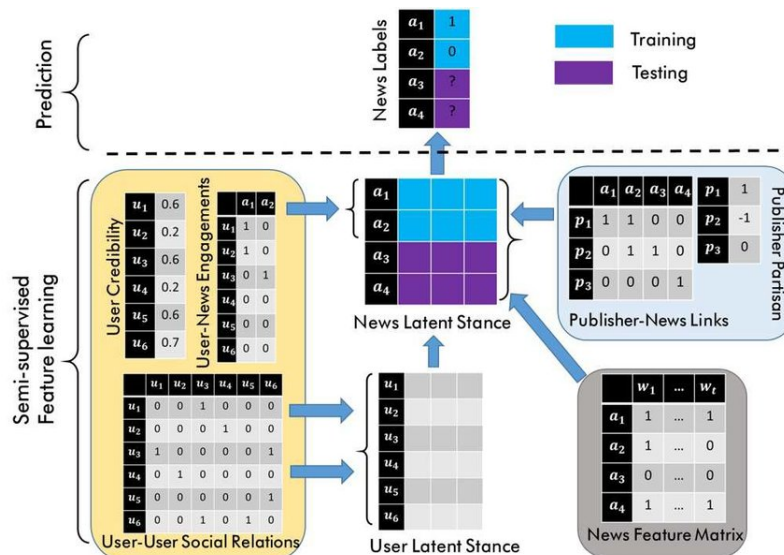 Prediction
News Labels
a1 1
a2 0
a3 ?
a4 ?
Training
Testing
Semi-supervised
Feature learning
User Credibility
u1 0.6
u2 0.2
u3 0.6
u4 0.2
u5 0.6
u6 0.7
User-News Engagements
a1 a2
u1 1 0
u2 1 0
u3 0 1
u4 0 0
u5 0 0
u6 0 0
u1 u2 u3 u4 u5 u6
u1 0 0 1 0 0 0
u2 0 0 0 1 0 0
u3 1 0 0 0 0 1
u4 0 1 0 0 0 0
u5 0 0 0 0 0 1
u6 0 0 1 0 1 0
User-User Social Relations
a1
a2
a3
a4
News Latent Stance
u1
u2
u3
u4
u5
u6
User Latent Stance
a1 a2 a3 a4
p1 1 1 0 0
p2 0 1 1 0
p3 0 0 0 1
Publisher-News Links
p1 1
p2 -1
p3 0
Publisher Partisan
w1 ... wt
a1 1 ... 1
a2 1 ... 0
a3 0 ... 0
a4 1 ... 1
News Feature Matrix